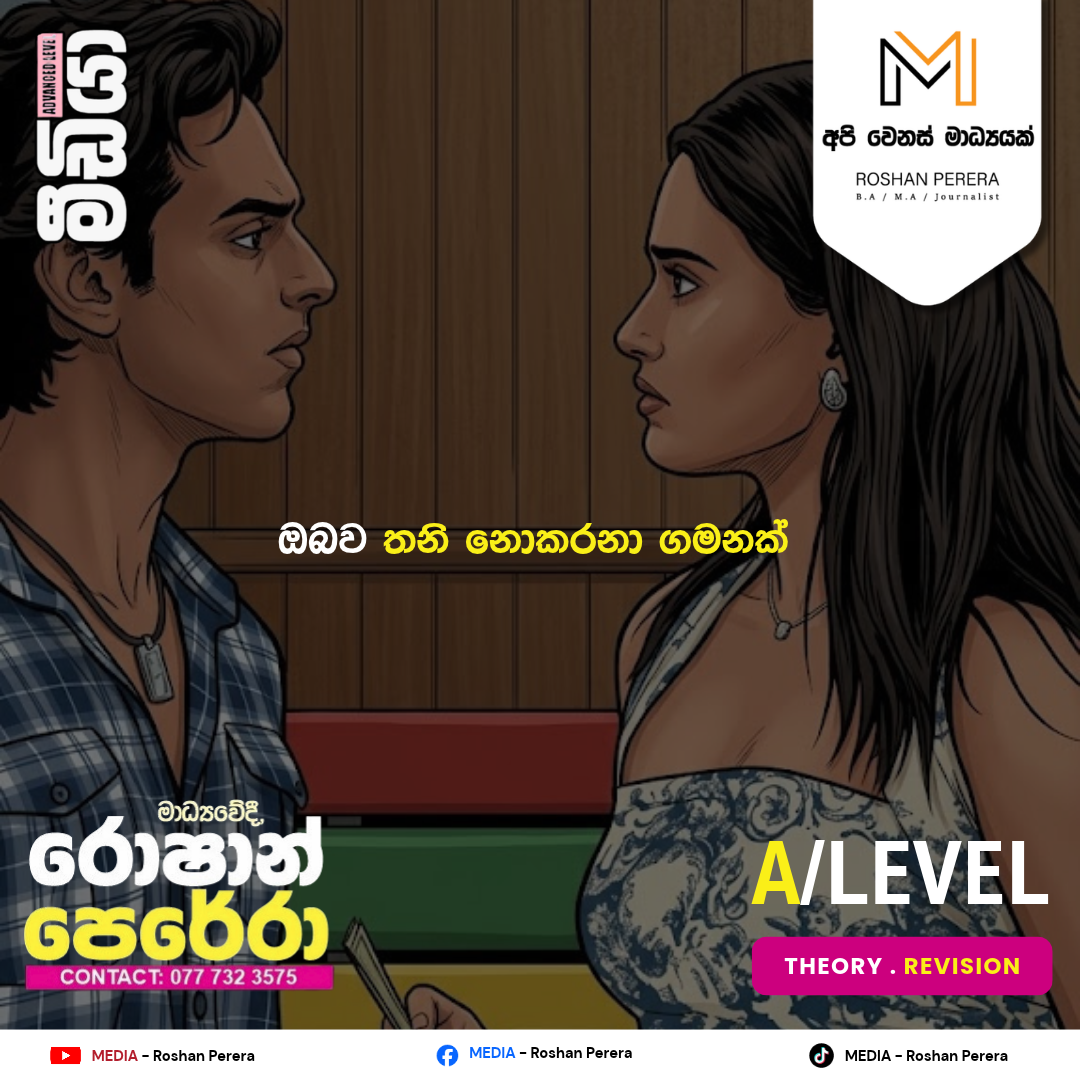 ADVANCED LEVE
මීඩියා
අපි වෙනස් මාධ්‍යයක්
ROSHAN PERERA
B.A / M.A / Journalist
ඔබව තනි නොකරනා ගමනක්
මාධ්‍යවේදී,
රොෂාන්
පෙරේරා
CONTACT: 077 732 3575
A/LEVEL
THEORY . REVISION
MEDIA - Roshan Perera
MEDIA - Roshan Perera
MEDIA - Roshan Perera